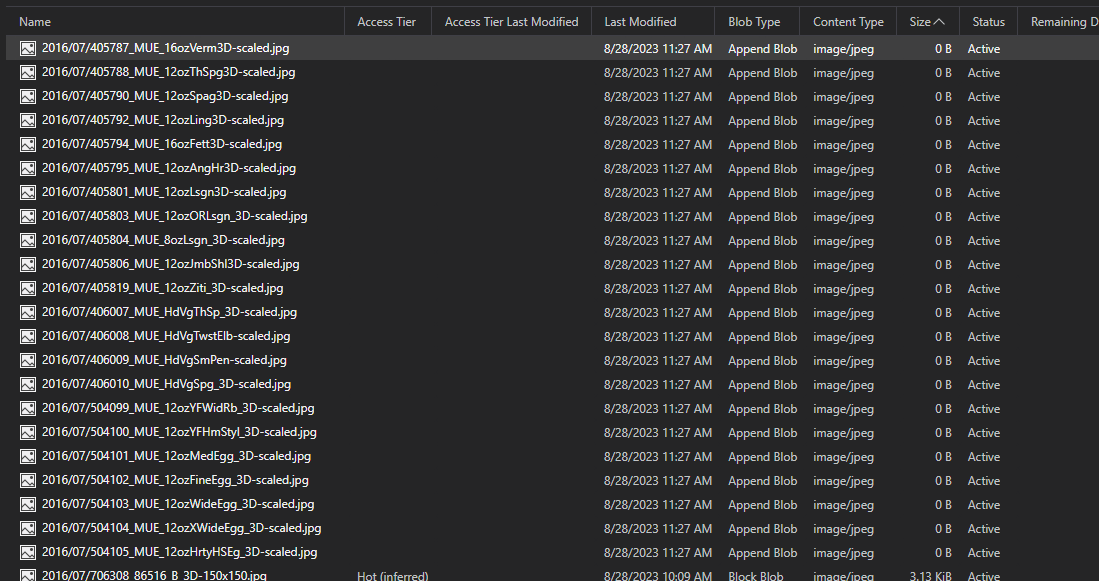 Name Access Tier Access Tier Last Modified Last Modified Blob Type Content Type Size Status Remaining D
2016/07/405787_MUE_16ozVerm3D-scaled.jpg 8/28/2023 11:27 AM Append Blob image/jpeg 0 B Active
2016/07/405788_MUE_12ozThSpg3D-scaled.jpg 8/28/2023 11:27 AM Append Blob image/jpeg 0 B Active
2016/07/405790_MUE_12ozSpag3D-scaled.jpg 8/28/2023 11:27 AM Append Blob image/jpeg 0 B Active
2016/07/405792_MUE_12ozLing3D-scaled.jpg 8/28/2023 11:27 AM Append Blob image/jpeg 0 B Active
2016/07/405794_MUE_16ozFett3D-scaled.jpg 8/28/2023 11:27 AM Append Blob image/jpeg 0 B Active
2016/07/405795_MUE_12ozAngHr3D-scaled.jpg 8/28/2023 11:27 AM Append Blob image/jpeg 0 B Active
2016/07/405801_MUE_12ozLsgn3D-scaled.jpg 8/28/2023 11:27 AM Append Blob image/jpeg 0 B Active
2016/07/405803_MUE_12ozORLsgn_3D-scaled.jpg 8/28/2023 11:27 AM Append Blob image/jpeg 0 B Active
2016/07/405804_MUE_8ozLsgn_3D-scaled.jpg 8/28/2023 11:27 AM Append Blob image/jpeg 0 B Active
2016/07/405806_MUE_12ozJmbShl3D-scaled.jpg 8/28/2023 11:27 AM Append Blob image/jpeg 0 B Active
2016/07/405819_MUE_12ozZiti_3D-scaled.jpg 8/28/2023 11:27 AM Append Blob image/jpeg 0 B Active
2016/07/406007_MUE_HdVgThSp_3D-scaled.jpg 8/28/2023 11:27 AM Append Blob image/jpeg 0 B Active
2016/07/406008_MUE_HdVgTwstElb-scaled.jpg 8/28/2023 11:27 AM Append Blob image/jpeg 0 B Active
2016/07/406009_MUE_HdVgSmPen-scaled.jpg 8/28/2023 11:27 AM Append Blob image/jpeg 0 B Active
2016/07/406010_MUE_HdVgSpg_3D-scaled.jpg 8/28/2023 11:27 AM Append Blob image/jpeg 0 B Active
2016/07/504099_MUE_12ozYFWidRb_3D-scaled.jpg 8/28/2023 11:27 AM Append Blob image/jpeg 0 B Active
2016/07/504100_MUE_12ozYFHmStyl_3D-scaled.jpg 8/28/2023 11:27 AM Append Blob image/jpeg 0 B Active
2016/07/504101_MUE_12ozMedEgg_3D-scaled.jpg 8/28/2023 11:27 AM Append Blob image/jpeg 0 B Active
2016/07/504102_MUE_12ozFineEgg_3D-scaled.jpg 8/28/2023 11:27 AM Append Blob image/jpeg 0 B Active
2016/07/504103_MUE_12ozWideEgg_3D-scaled.jpg 8/28/2023 11:27 AM Append Blob image/jpeg 0 B Active
2016/07/504104_MUE_12ozXWideEgg_3D-scaled.jpg 8/28/2023 11:27 AM Append Blob image/jpeg 0 B Active
2016/07/504105_MUE_12ozHrtyHSEg_3D-scaled.jpg 8/28/2023 11:27 AM Append Blob image/jpeg 0 B Active
2016/07/706308_86516_B_3D-150x150.jpg Hot (inferred) 8/28/2023 10:09 AM Block Blob image/jpeg 3.13 KiB Active